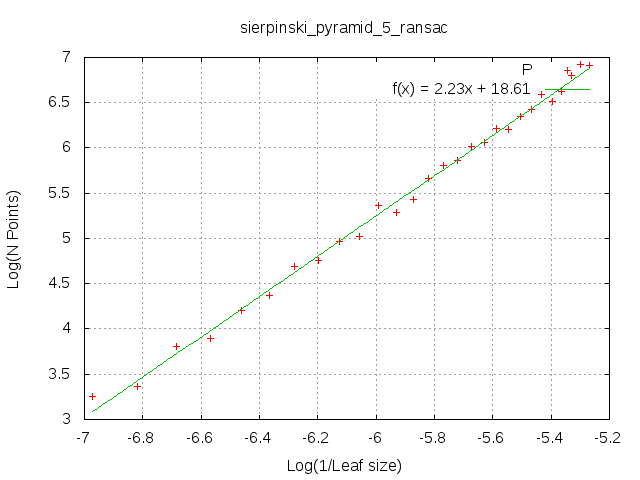 sierpinski_pyramid_5_ransac
7
6.5
6
5.5
5
4.5
4
3.5
3
P
f(x) = 2.23x + 18.61
Log(N Points)
-7 -6.8 -6.6 -6.4 -6.2 -6 -5.8 -5.6 -5.4 -5.2
Log(1/Leaf size)